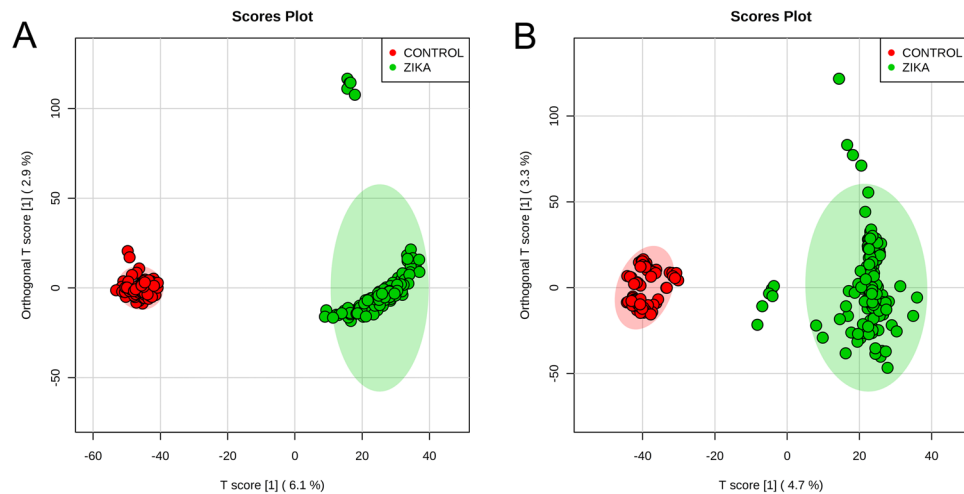 A
Scores Plot
CONTROL
ZIKA
Orthogonal T score [1] ( 2.9 %)
100
50
0
-50
-60 -40 -20 0 20 40
T score [1] ( 6.1 %)
B
Scores Plot
CONTROL
ZIKA
Orthogonal T score [1] ( 3.3 %)
100
50
0
-50
-40 -20 0 20 40
T score [1] ( 4.7 %)